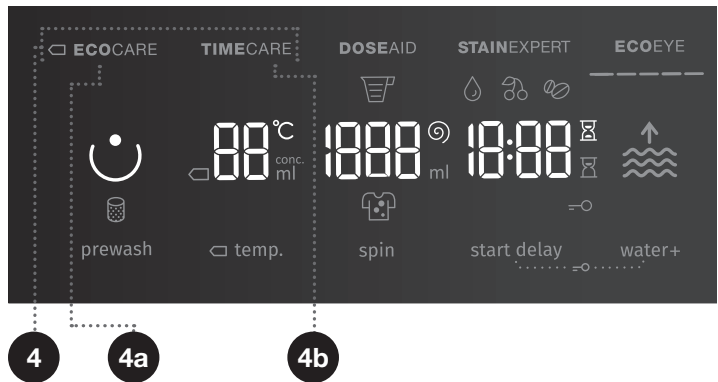 ECOCARE TIMECARE DOSEAID STAINEXPERT ECOEYE
88 °C conc. ml 1888 ml 18:88
prewash temp. spin start delay water+
4 4a 4b